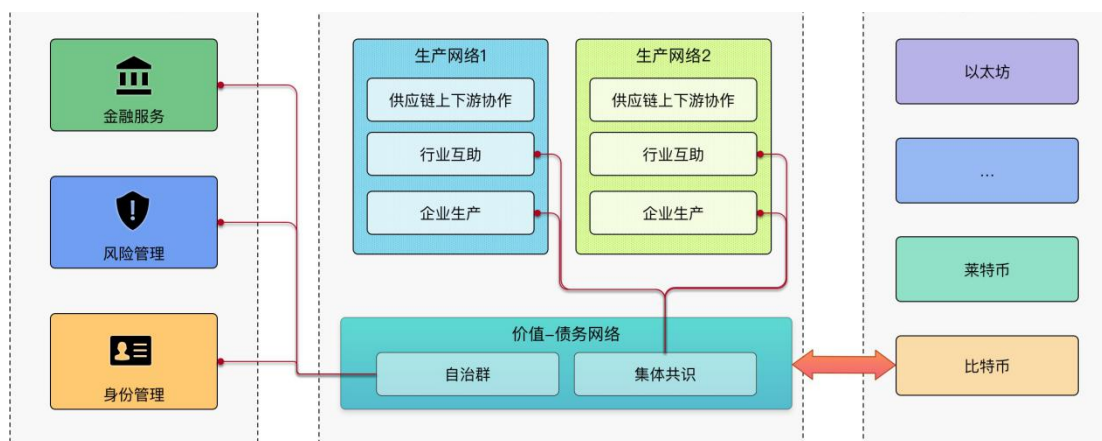 金融服务
风险管理
身份管理
生产网络1
供应链上下游协作
行业互助
企业生产
生产网络2
供应链上下游协作
行业互助
企业生产
价值-债务网络
自治群
集体共识
以太坊
...
莱特币
比特币